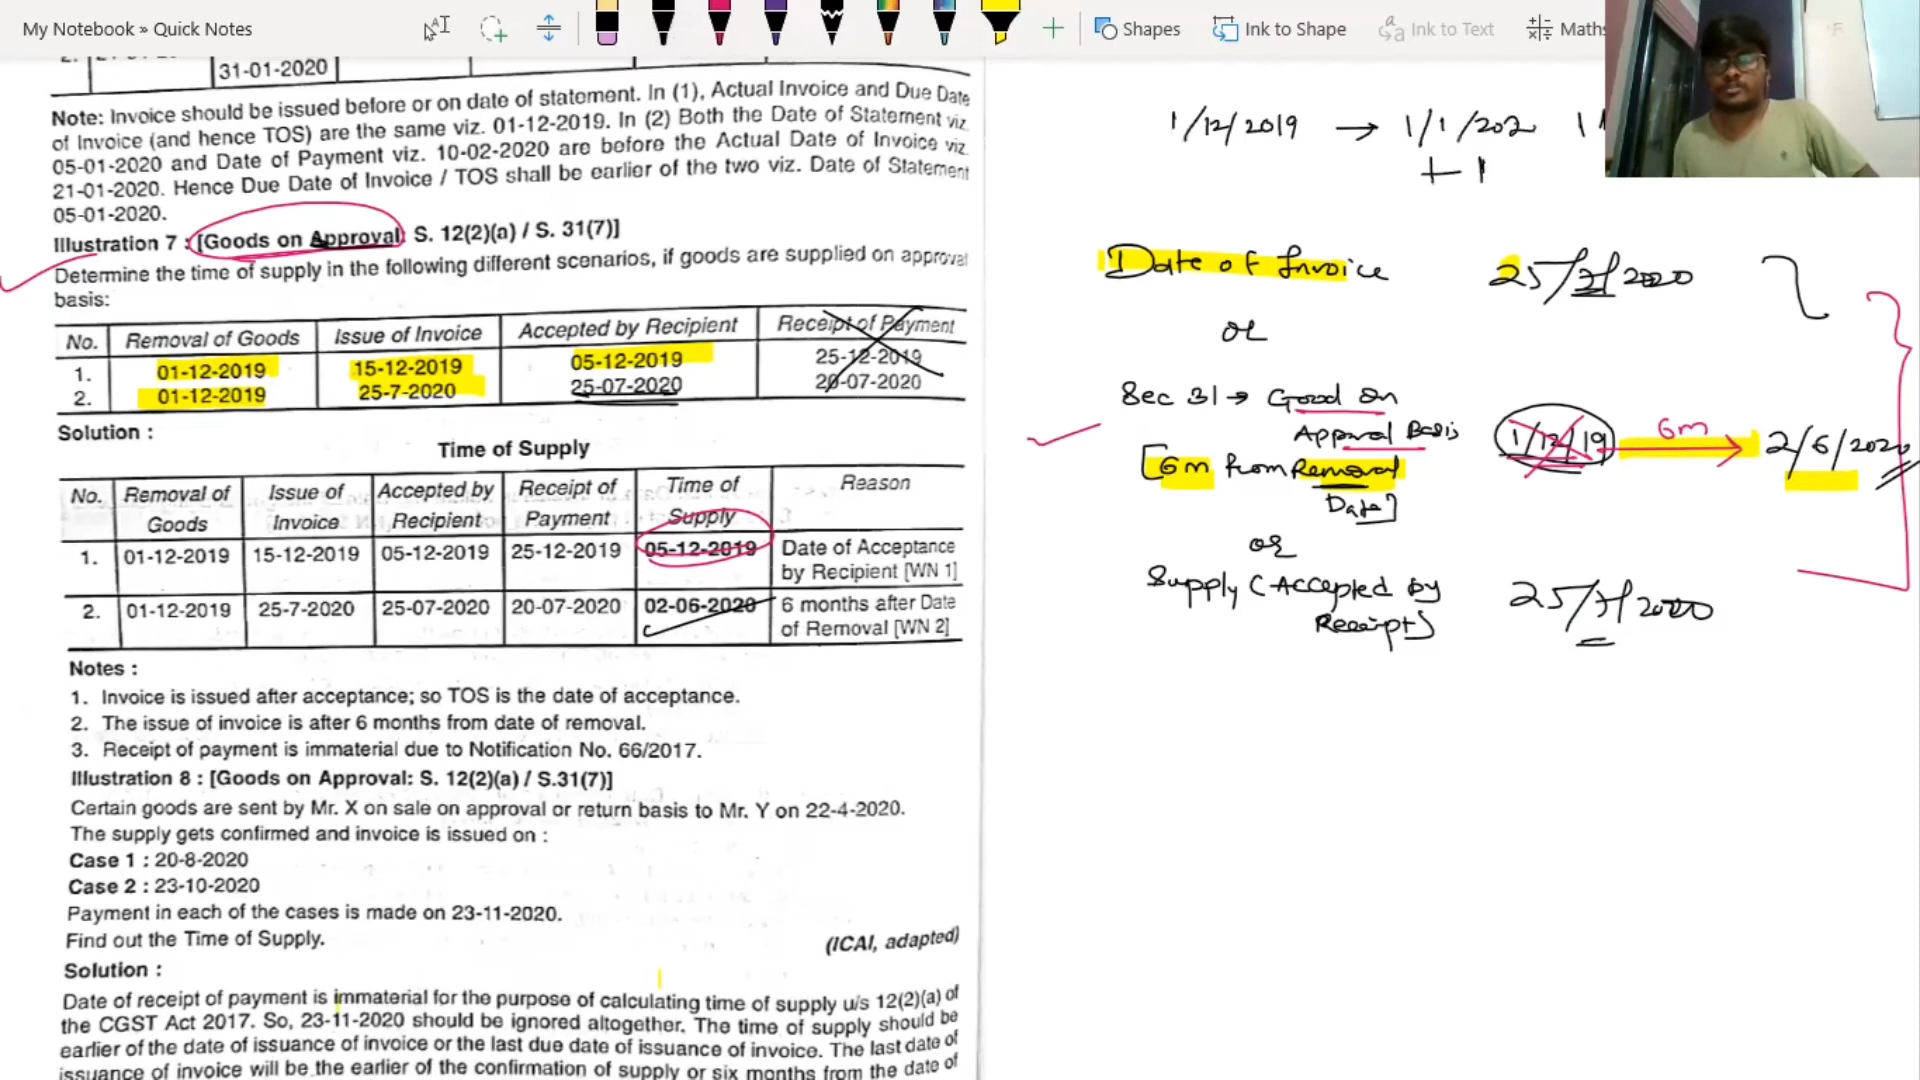 My Notebook » Quick Notes
Shapes
Ink to Shape
Ink to Text
Maths
31-01-2020
Note: Invoice should be issued before or on date of statement. In (1), Actual Invoice and Due Date
of Invoice (and hence TOS) are the same viz. 01-12-2019. In (2) Both the Date of Statement viz.
05-01-2020 and Date of Payment viz. 10-02-2020 are before the Actual Date of Invoice viz.
21-01-2020. Hence Due Date of Invoice / TOS shall be earlier of the two viz. Date of Statement
05-01-2020.
Illustration 7 : [Goods on Approval: S. 12(2)(a) / S. 31(7)]
Determine the time of supply in the following different scenarios, if goods are supplied on approval
basis:
No. Removal of Goods Issue of Invoice Accepted by Recipient Receipt of Payment
1. 01-12-2019 15-12-2019 05-12-2019 25-12-2019
2. 01-12-2019 25-7-2020 25-07-2020 20-07-2020
Solution :
Time of Supply
No. Removal of Goods Issue of Invoice Accepted by Recipient Receipt of Payment Time of Supply Reason
1. 01-12-2019 15-12-2019 05-12-2019 25-12-2019 05-12-2019 Date of Acceptance
by Recipient [WN 1]
2. 01-12-2019 25-7-2020 25-07-2020 20-07-2020 02-06-2020 6 months after Date
of Removal [WN 2]
Notes :
1. Invoice is issued after acceptance; so TOS is the date of acceptance.
2. The issue of invoice is after 6 months from date of removal.
3. Receipt of payment is immaterial due to Notification No. 66/2017.
Illustration 8 : [Goods on Approval: S. 12(2)(a) / S.31(7)]
Certain goods are sent by Mr. X on sale on approval or return basis to Mr. Y on 22-4-2020.
The supply gets confirmed and invoice is issued on :
Case 1 : 20-8-2020
Case 2 : 23-10-2020
Payment in each of the cases is made on 23-11-2020.
Find out the Time of Supply.
(ICAI, adapted)
Solution :
Date of receipt of payment is immaterial for the purpose of calculating time of supply u/s 12(2)(a) of
the CGST Act 2017. So, 23-11-2020 should be ignored altogether. The time of supply should be
earlier of the date of issuance of invoice or the last due date of issuance of invoice. The last date of
issuance of invoice will be the earlier of the confirmation of supply or six months from the date of
1/12/2019 → 1/1/2020
+1
Date of Invoice 25/7/2020
or
Sec 31 → Good on
Approval Basis 1/12/19 6m 2/6/2020
[6m from Removal
Date]
or
Supply (Accepted by 25/7/2020
Receipt)